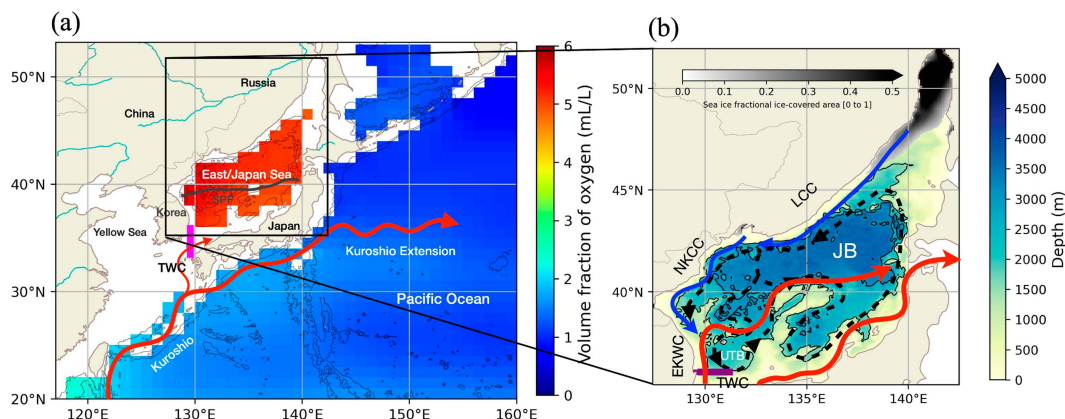 (a)
(b)
50°N
40°N
30°N
20°N
120°E
130°E
140°E
150°E
160°E
Russia
China
East/Japan Sea
SPF
Korea
Yellow Sea
Japan
TWC
Kuroshio Extension
Pacific Ocean
Kuroshio
6
5
4
3
2
1
0
Volume fraction of oxygen (mL/L)
50°N
45°N
40°N
130°E
135°E
140°E
0.0
0.1
0.2
0.3
0.4
0.5
Sea ice fractional ice-covered area [0 to 1]
LCC
NKCC
JB
UTB
EKWC
TWC
5000
4500
4000
3500
3000
2500
2000
1500
1000
500
0
Depth (m)